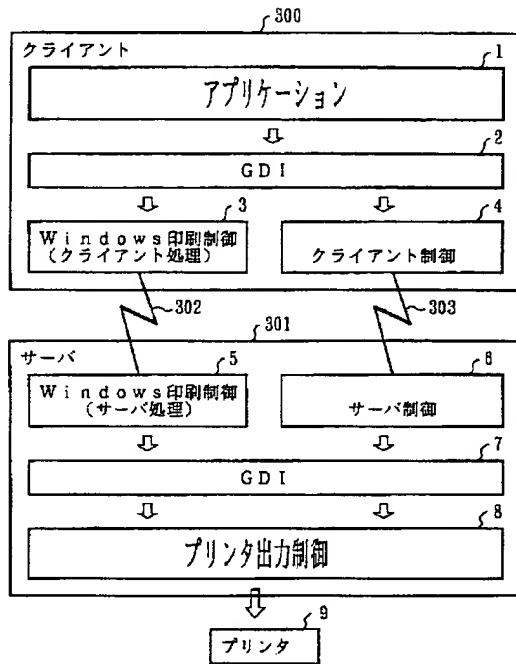 300
クライアント
1
アプリケーション
2
GDI
3
4
Windows印刷制御
(クライアント処理)
クライアント制御
302
303
301
サーバ
5
6
Windows印刷制御
(サーバ処理)
サーバ制御
7
GDI
8
プリンタ出力制御
9
プリンタ